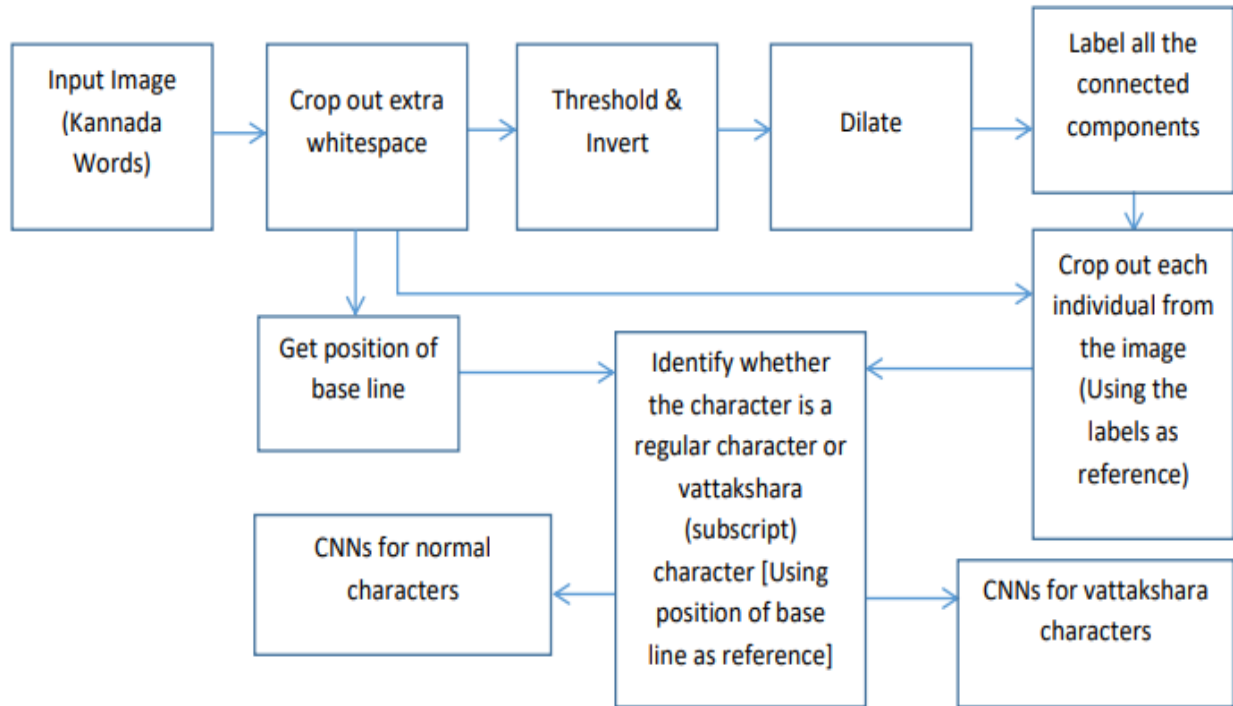 Input Image
(Kannada
Words)
Crop out extra
whitespace
Threshold &
Invert
Dilate
Label all the
connected
components
Get position of
base line
Identify whether
the character is a
regular character or
vattakshara
(subscript)
character [Using
position of base
line as reference]
Crop out each
individual from
the image
(Using the
labels as
reference)
CNNs for normal
characters
CNNs for vattakshara
characters